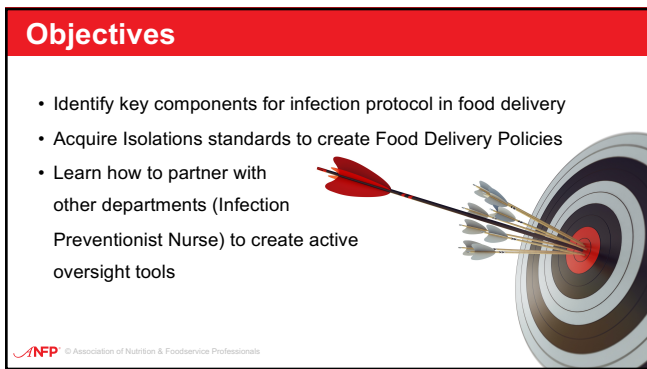 Objectives
• Identify key components for infection protocol in food delivery
• Acquire Isolations standards to create Food Delivery Policies
• Learn how to partner with
other departments (Infection
Preventionist Nurse) to create active
oversight tools
ANFP © Association of Nutrition & Foodservice Professionals